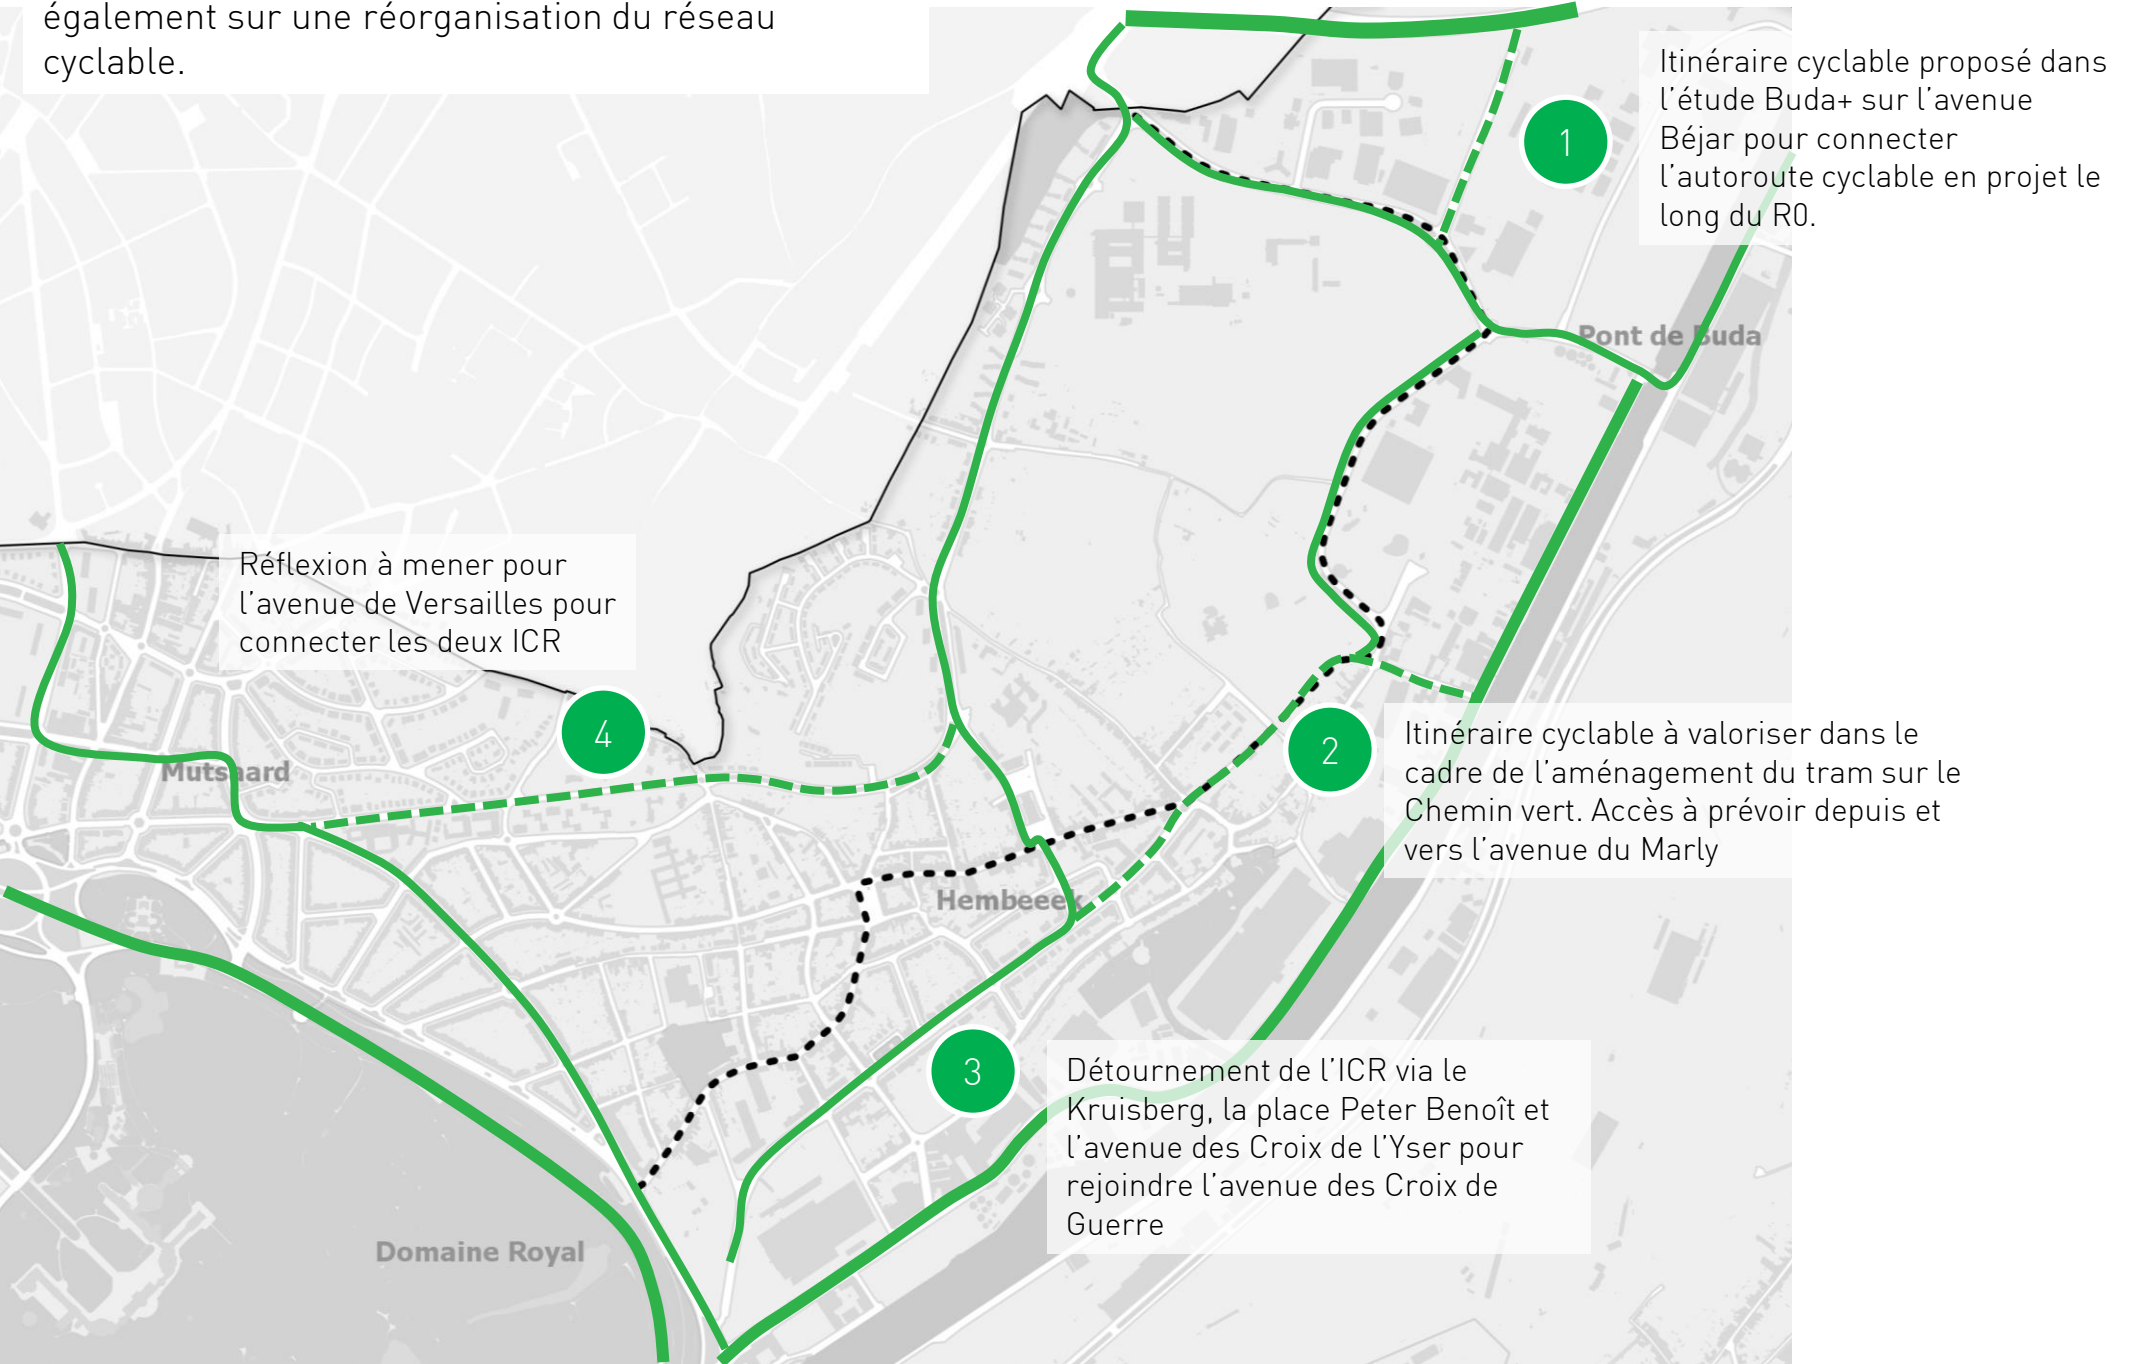 également sur une réorganisation du réseau
cyclable.
Itinéraire cyclable proposé dans
l'étude Buda+ sur l'avenue
Béjar pour connecter
l'autoroute cyclable en projet le
long du R0.
1
Pont de Buda
Réflexion à mener pour
l'avenue de Versailles pour
connecter les deux ICR
4
Mutsaard
2
Itinéraire cyclable à valoriser dans le
cadre de l'aménagement du tram sur le
Chemin vert. Accès à prévoir depuis et
vers l'avenue du Marly
Hembeeek
3
Détournement de l'ICR via le
Kruisberg, la place Peter Benoît et
l'avenue des Croix de l'Yser pour
rejoindre l'avenue des Croix de
Guerre
Domaine Royal